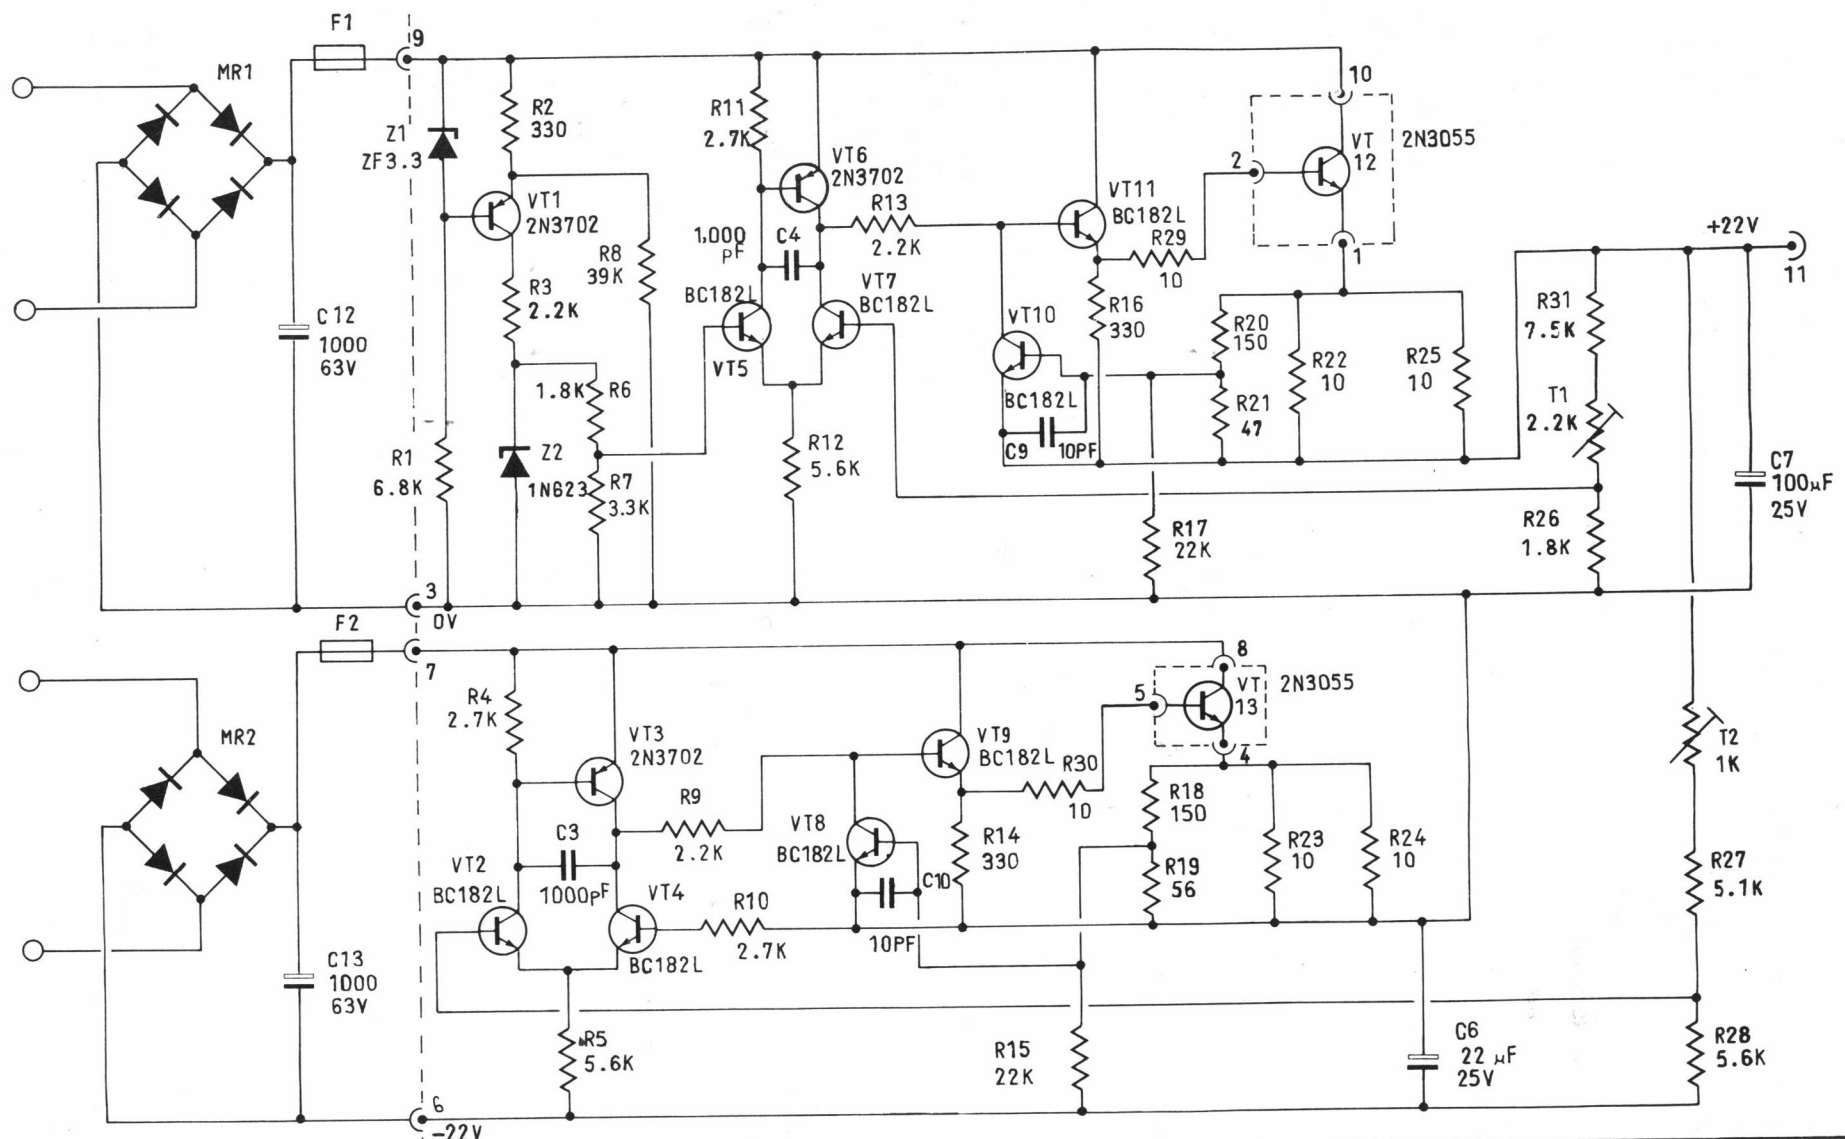 F1
9
MR1
C12
1000
63V
Z1
ZF3.3
R2
330
VT1
2N3702
R3
2.2K
R8
39K
1.8K
R6
Z2
1N823
R7
3.3K
R1
6.8K
R11
2.7K
VT6
2N3702
1,000
pF
C4
R13
2.2K
BC182L
VT5
VT7
BC182L
R12
5.6K
VT11
BC182L
R29
10
VT10
BC182L
R16
330
C9
10PF
2
10
VT
12
2N3055
1
R20
150
R21
47
R22
10
R25
10
R17
22K
+22V
11
R31
7.5K
T1
2.2K
R26
1.8K
C7
100µF
25V
3
0V
F2
7
MR2
C13
1000
63V
R4
2.7K
VT3
2N3702
R9
2.2K
C3
1000pF
VT2
BC182L
VT4
BC182L
R10
2.7K
R5
5.6K
VT9
BC182L
R30
10
VT8
BC182L
R14
330
C10
10PF
8
5
VT
13
2N3055
4
R18
150
R19
56
R23
10
R24
10
R15
22K
C6
22 µF
25V
T2
1K
R27
5.1K
R28
5.6K
6
-22V